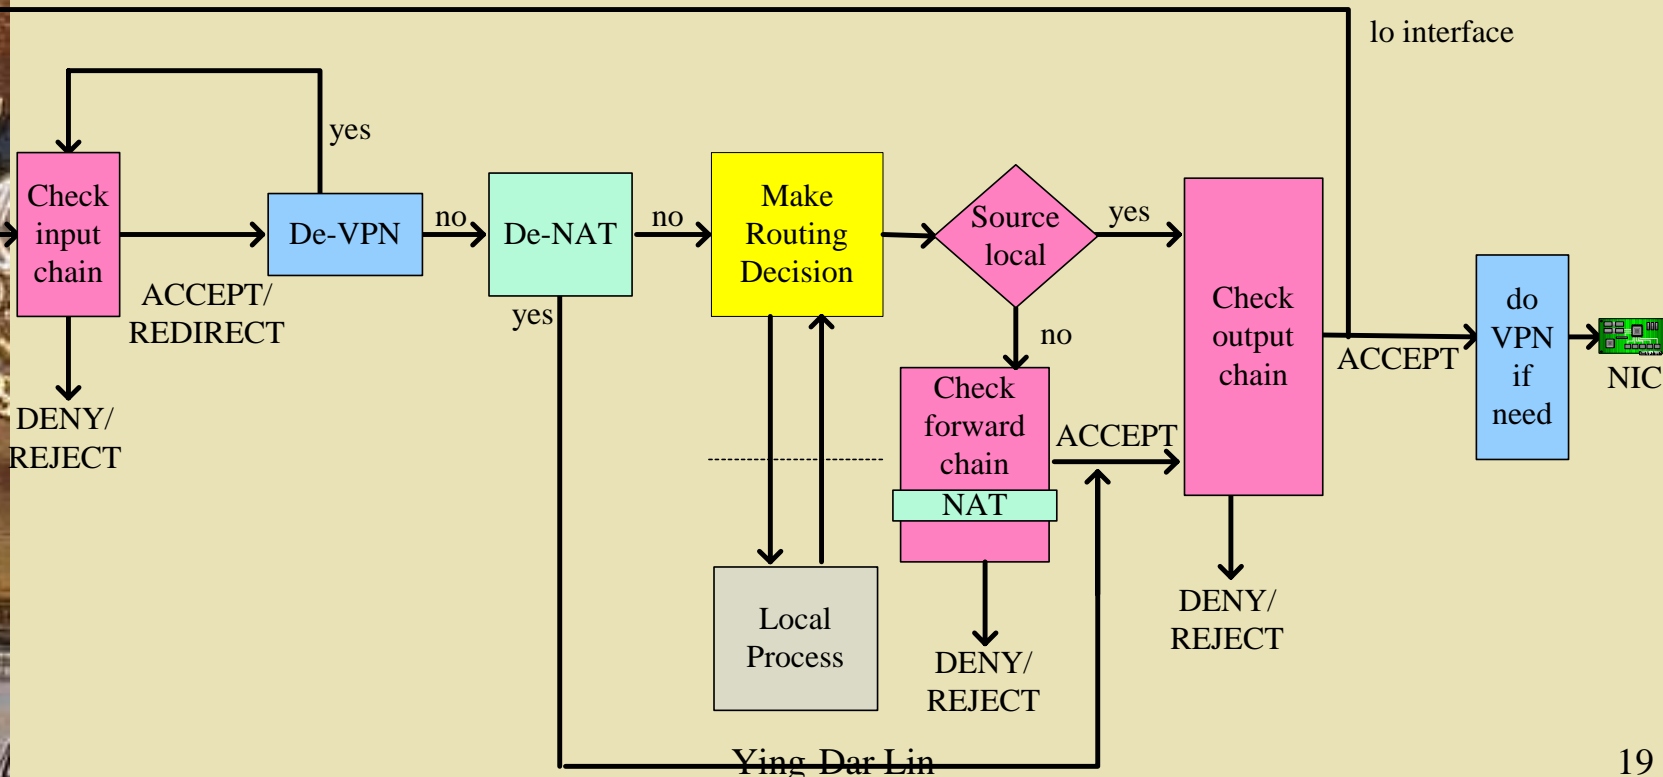 lo interface
yes
Check
input
chain
ACCEPT/
REDIRECT
DENY/
REJECT
De-VPN
no
De-NAT
no
yes
Make
Routing
Decision
Local
Process
Source
local
yes
no
Check
forward
chain
NAT
ACCEPT
DENY/
REJECT
Check
output
chain
DENY/
REJECT
ACCEPT
do
VPN
if
need
NIC
Ying-Dar Lin
19